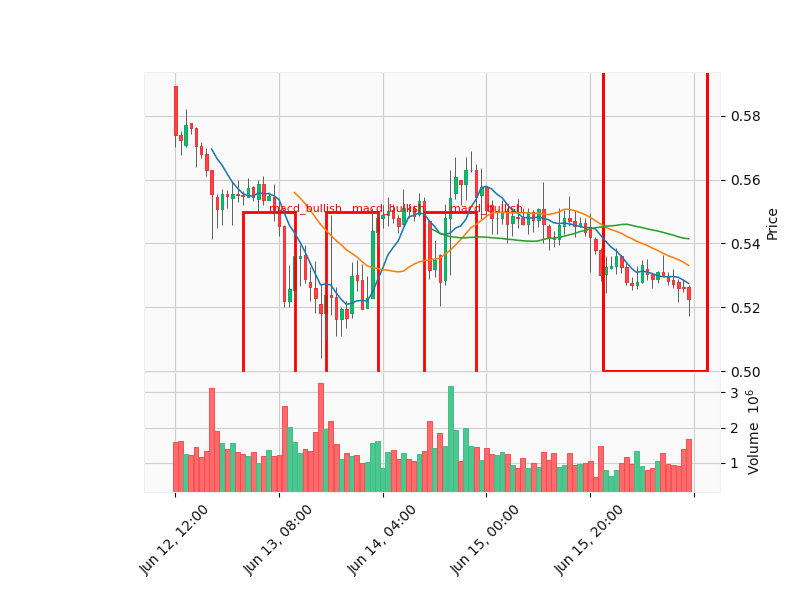 0.58
0.56
0.54
0.52
0.50
Price
macd_bullish
macd_bullish
macd_bullish
3
2
1
Volume 10^6
Jun 12, 12:00
Jun 13, 08:00
Jun 14, 04:00
Jun 15, 00:00
Jun 15, 20:00